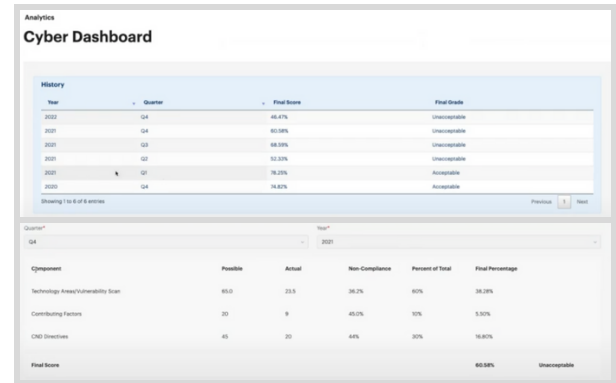 Analytics
Cyber Dashboard
History
Year Quarter Final Score Final Grade
2022 Q4 46.41% Unacceptable
2021 Q4 60.58% Unacceptable
2021 Q3 68.59% Unacceptable
2021 Q2 52.33% Unacceptable
2021 Q1 78.25% Acceptable
2020 Q4 74.82% Acceptable
Showing 1 to 6 of 6 entries Previous 1 Next
Quarter* Year*
Q4 2021
Component Possible Actual Non-Compliance Percent of Total Final Percentage
Technology Areas/Vulnerability Scan 65.0 23.5 36.2% 60% 38.28%
Contributing Factors 20 9 45.0% 10% 5.50%
CND Directives 45 20 44% 30% 16.80%
Final Score 60.58% Unacceptable